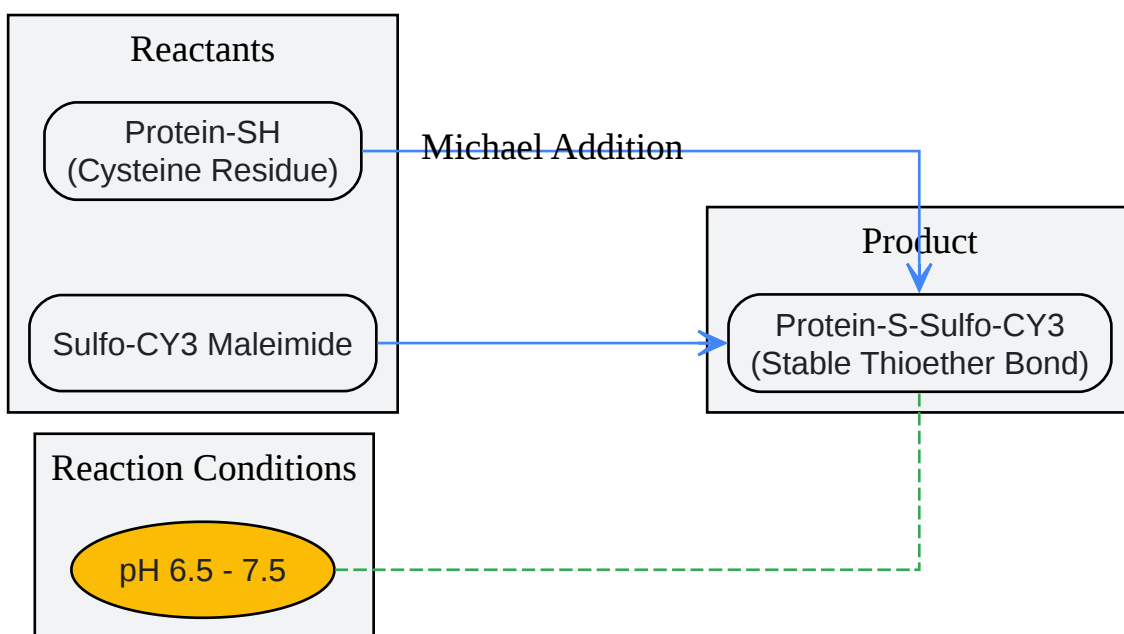 Reactants
Protein-SH
(Cysteine Residue)
Michael Addition
Sulfo-CY3 Maleimide
Product
Protein-S-Sulfo-CY3
(Stable Thioether Bond)
Reaction Conditions
pH 6.5 - 7.5